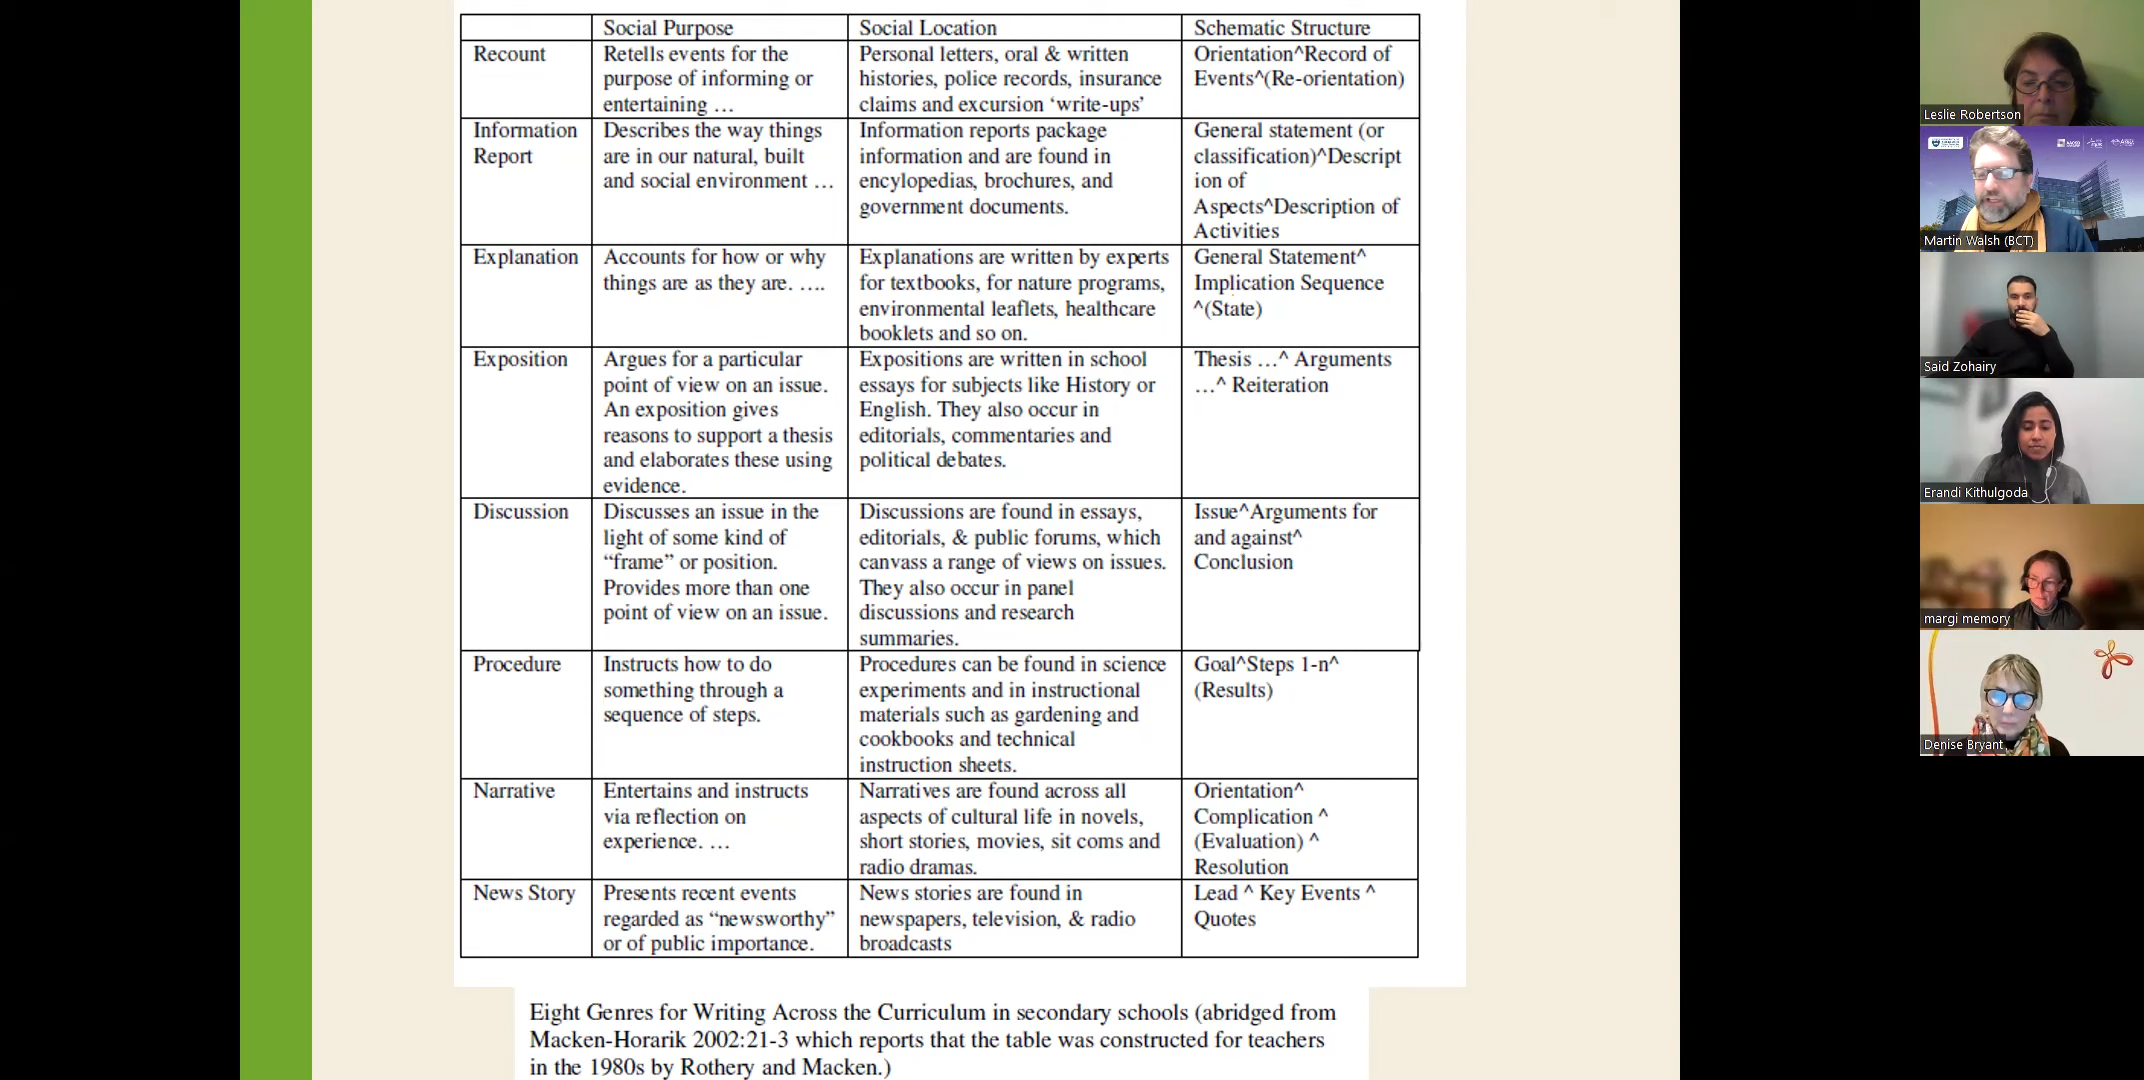 Social Purpose
Social Location
Schematic Structure
Recount
Retells events for the
purpose of informing or
entertaining …
Personal letters, oral & written
histories, police records, insurance
claims and excursion ‘write-ups’
Orientation^Record of
Events^(Re-orientation)
Information
Report
Describes the way things
are in our natural, built
and social environment …
Information reports package
information and are found in
encylopedias, brochures, and
government documents.
General statement (or
classification)^Descript
ion of
Aspects^Description of
Activities
Explanation
Accounts for how or why
things are as they are. ….
Explanations are written by experts
for textbooks, for nature programs,
environmental leaflets, healthcare
booklets and so on.
General Statement^
Implication Sequence
^(State)
Exposition
Argues for a particular
point of view on an issue.
An exposition gives
reasons to support a thesis
and elaborates these using
evidence.
Expositions are written in school
essays for subjects like History or
English. They also occur in
editorials, commentaries and
political debates.
Thesis …^ Arguments
…^ Reiteration
Discussion
Discusses an issue in the
light of some kind of
“frame” or position.
Provides more than one
point of view on an issue.
Discussions are found in essays,
editorials, & public forums, which
canvass a range of views on issues.
They also occur in panel
discussions and research
summaries.
Issue^Arguments for
and against^
Conclusion
Procedure
Instructs how to do
something through a
sequence of steps.
Procedures can be found in science
experiments and in instructional
materials such as gardening and
cookbooks and technical
instruction sheets.
Goal^Steps 1-n^
(Results)
Narrative
Entertains and instructs
via reflection on
experience. …
Narratives are found across all
aspects of cultural life in novels,
short stories, movies, sit coms and
radio dramas.
Orientation^
Complication ^
(Evaluation) ^
Resolution
News Story
Presents recent events
regarded as “newsworthy”
or of public importance.
News stories are found in
newspapers, television, & radio
broadcasts
Lead ^ Key Events ^
Quotes
Eight Genres for Writing Across the Curriculum in secondary schools (abridged from
Macken-Horarik 2002:21-3 which reports that the table was constructed for teachers
in the 1980s by Rothery and Macken.)
Leslie Robertson
Martin Walsh (BCT)
Said Zohairy
Erandi Kithulgoda
margi memory
Denise Bryant